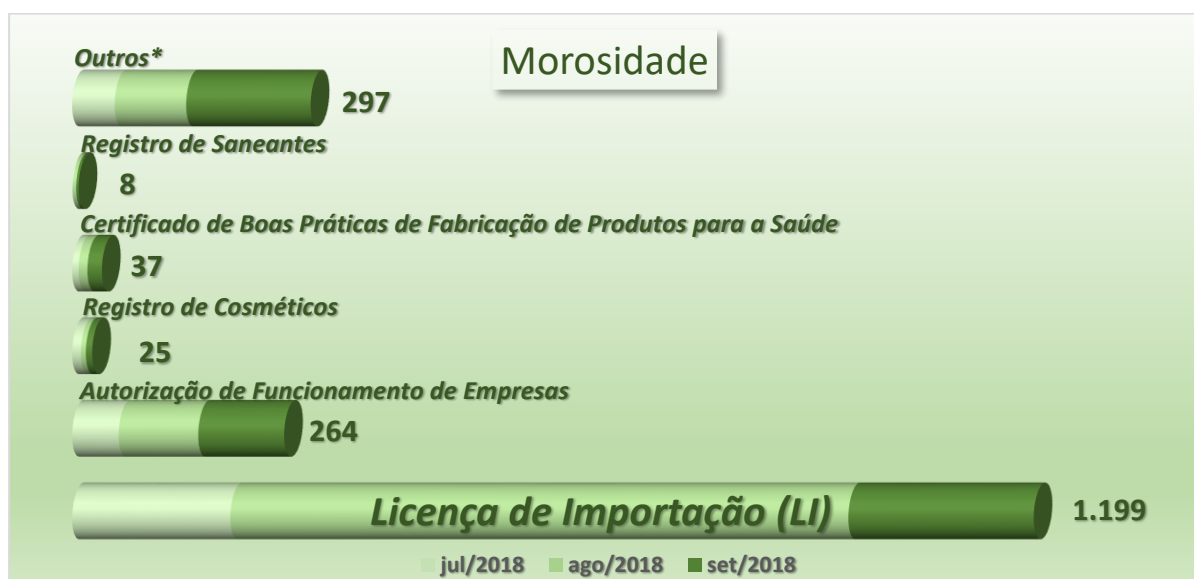 Morosidade
Outros*
297
Registro de Saneantes
8
Certificado de Boas Práticas de Fabricação de Produtos para a Saúde
37
Registro de Cosméticos
25
Autorização de Funcionamento de Empresas
264
Licença de Importação (LI)
1.199
jul/2018 ago/2018 set/2018